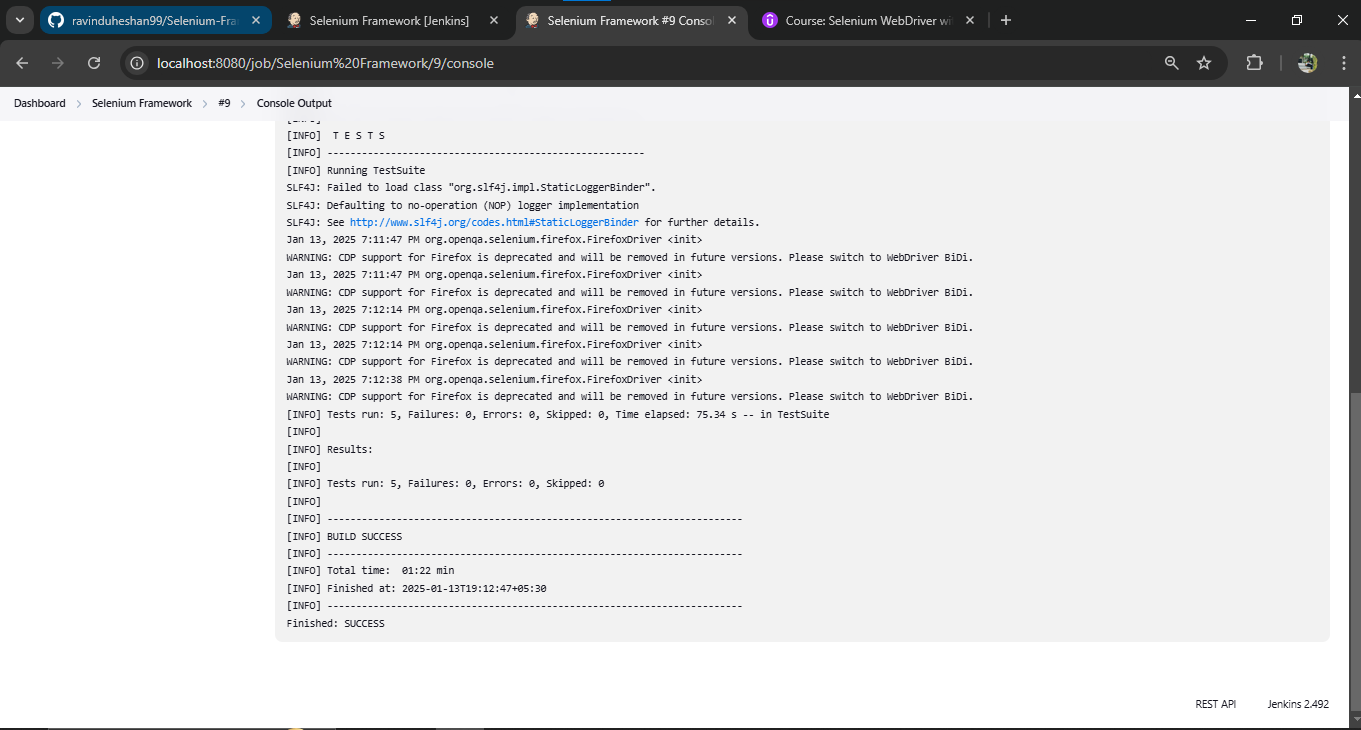 ravinduheshan99/Selenium-Fra
Selenium Framework [Jenkins]
Selenium Framework #9 Conso
Course: Selenium WebDriver wi
localhost:8080/job/Selenium%20Framework/9/console
Dashboard > Selenium Framework > #9 > Console Output
[INFO]
[INFO]  T E S T S
[INFO] -------------------------------------------------------
[INFO] Running TestSuite
SLF4J: Failed to load class "org.slf4j.impl.StaticLoggerBinder".
SLF4J: Defaulting to no-operation (NOP) logger implementation
SLF4J: See http://www.slf4j.org/codes.html#StaticLoggerBinder for further details.
Jan 13, 2025 7:11:47 PM org.openqa.selenium.firefox.FirefoxDriver <init>
WARNING: CDP support for Firefox is deprecated and will be removed in future versions. Please switch to WebDriver BiDi.
Jan 13, 2025 7:11:47 PM org.openqa.selenium.firefox.FirefoxDriver <init>
WARNING: CDP support for Firefox is deprecated and will be removed in future versions. Please switch to WebDriver BiDi.
Jan 13, 2025 7:12:14 PM org.openqa.selenium.firefox.FirefoxDriver <init>
WARNING: CDP support for Firefox is deprecated and will be removed in future versions. Please switch to WebDriver BiDi.
Jan 13, 2025 7:12:14 PM org.openqa.selenium.firefox.FirefoxDriver <init>
WARNING: CDP support for Firefox is deprecated and will be removed in future versions. Please switch to WebDriver BiDi.
Jan 13, 2025 7:12:38 PM org.openqa.selenium.firefox.FirefoxDriver <init>
WARNING: CDP support for Firefox is deprecated and will be removed in future versions. Please switch to WebDriver BiDi.
[INFO] Tests run: 5, Failures: 0, Errors: 0, Skipped: 0, Time elapsed: 75.34 s -- in TestSuite
[INFO]
[INFO] Results:
[INFO]
[INFO] Tests run: 5, Failures: 0, Errors: 0, Skipped: 0
[INFO]
[INFO] ------------------------------------------------------------------------
[INFO] BUILD SUCCESS
[INFO] ------------------------------------------------------------------------
[INFO] Total time:  01:22 min
[INFO] Finished at: 2025-01-13T19:12:47+05:30
[INFO] ------------------------------------------------------------------------
Finished: SUCCESS
REST API
Jenkins 2.492